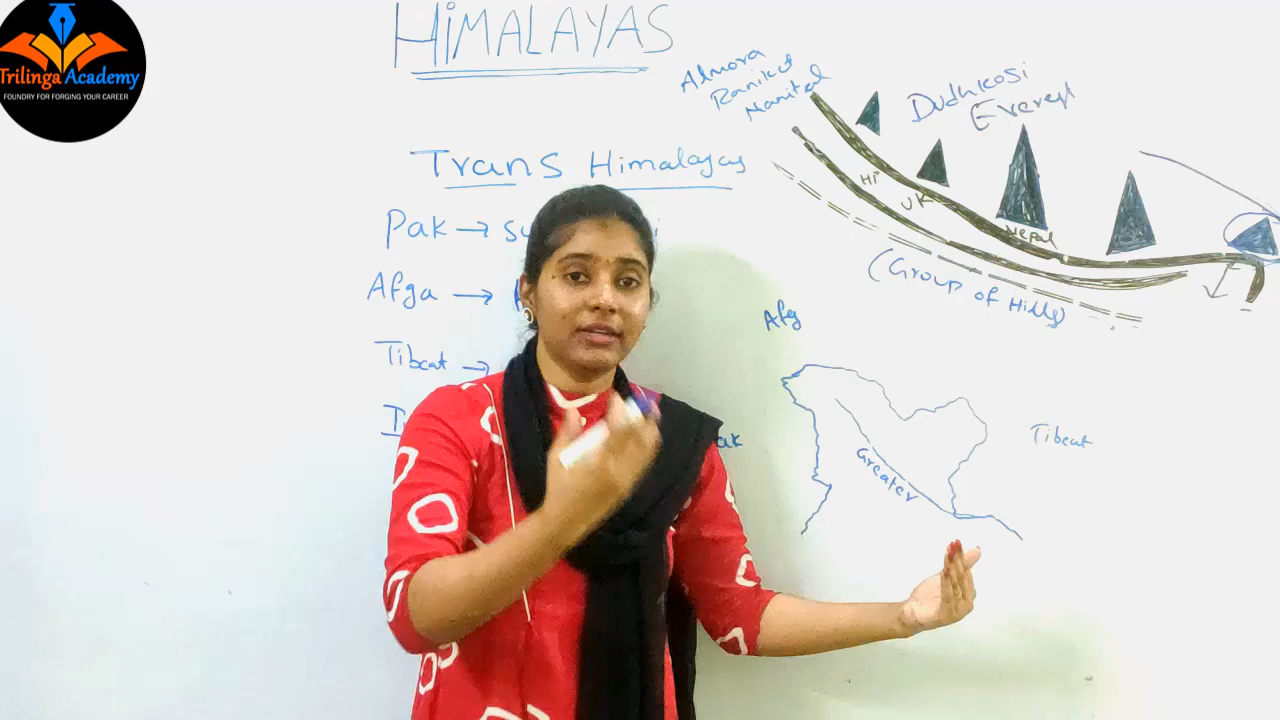 Trilinga Academy
FOUNDRY FOR FORGING YOUR CAREER
HIMALAYAS
Trans Himalayas
Pak →
Afga →
Tibeat →
Almora
Raniket
Nanital
Dudhkosi
Everest
HP
UK
Nepal
(Group of Hills)
Afg
Greater
Tibeat